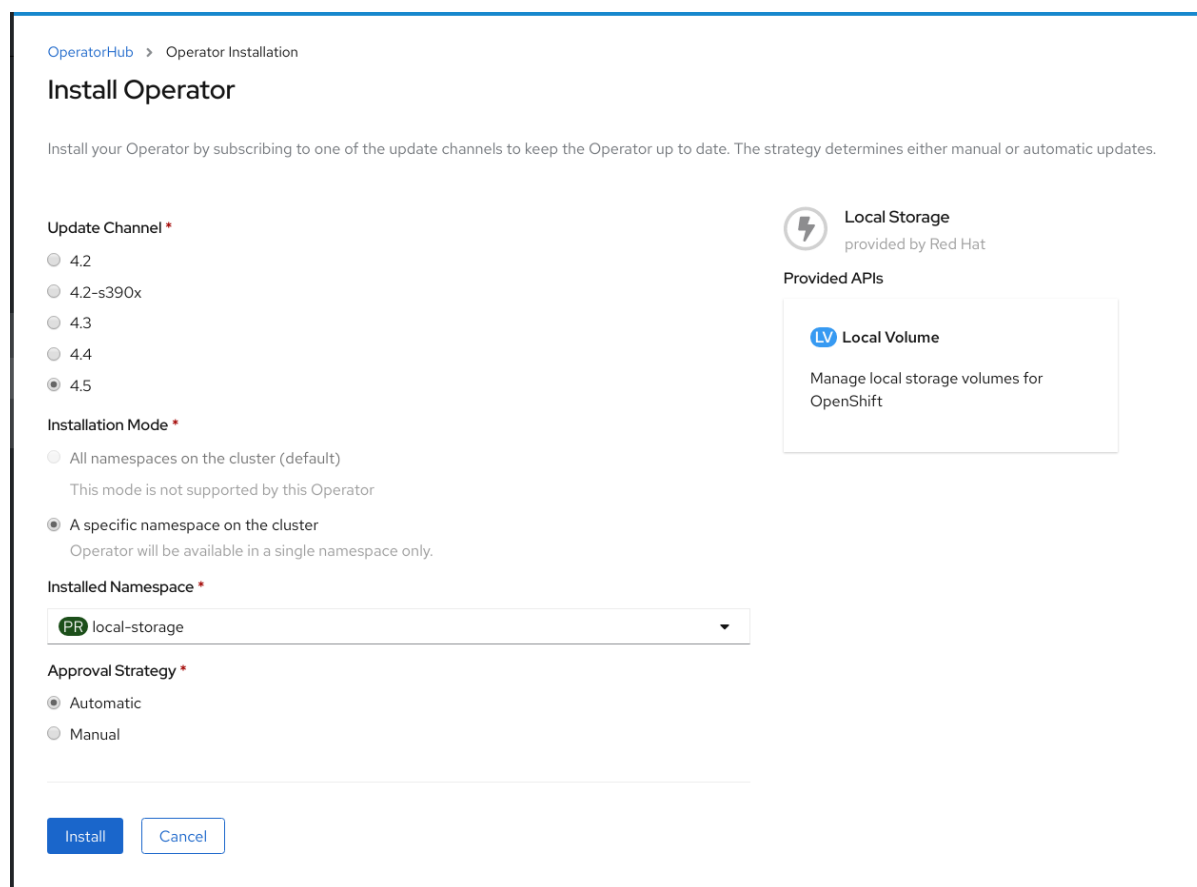 OperatorHub > Operator Installation
Install Operator
Install your Operator by subscribing to one of the update channels to keep the Operator up to date. The strategy determines either manual or automatic updates.
Update Channel *
4.2
4.2-s390x
4.3
4.4
4.5
Installation Mode *
All namespaces on the cluster (default)
This mode is not supported by this Operator
A specific namespace on the cluster
Operator will be available in a single namespace only.
Installed Namespace *
PR local-storage
Approval Strategy *
Automatic
Manual
Install Cancel
Local Storage
provided by Red Hat
Provided APIs
LV Local Volume
Manage local storage volumes for
OpenShift